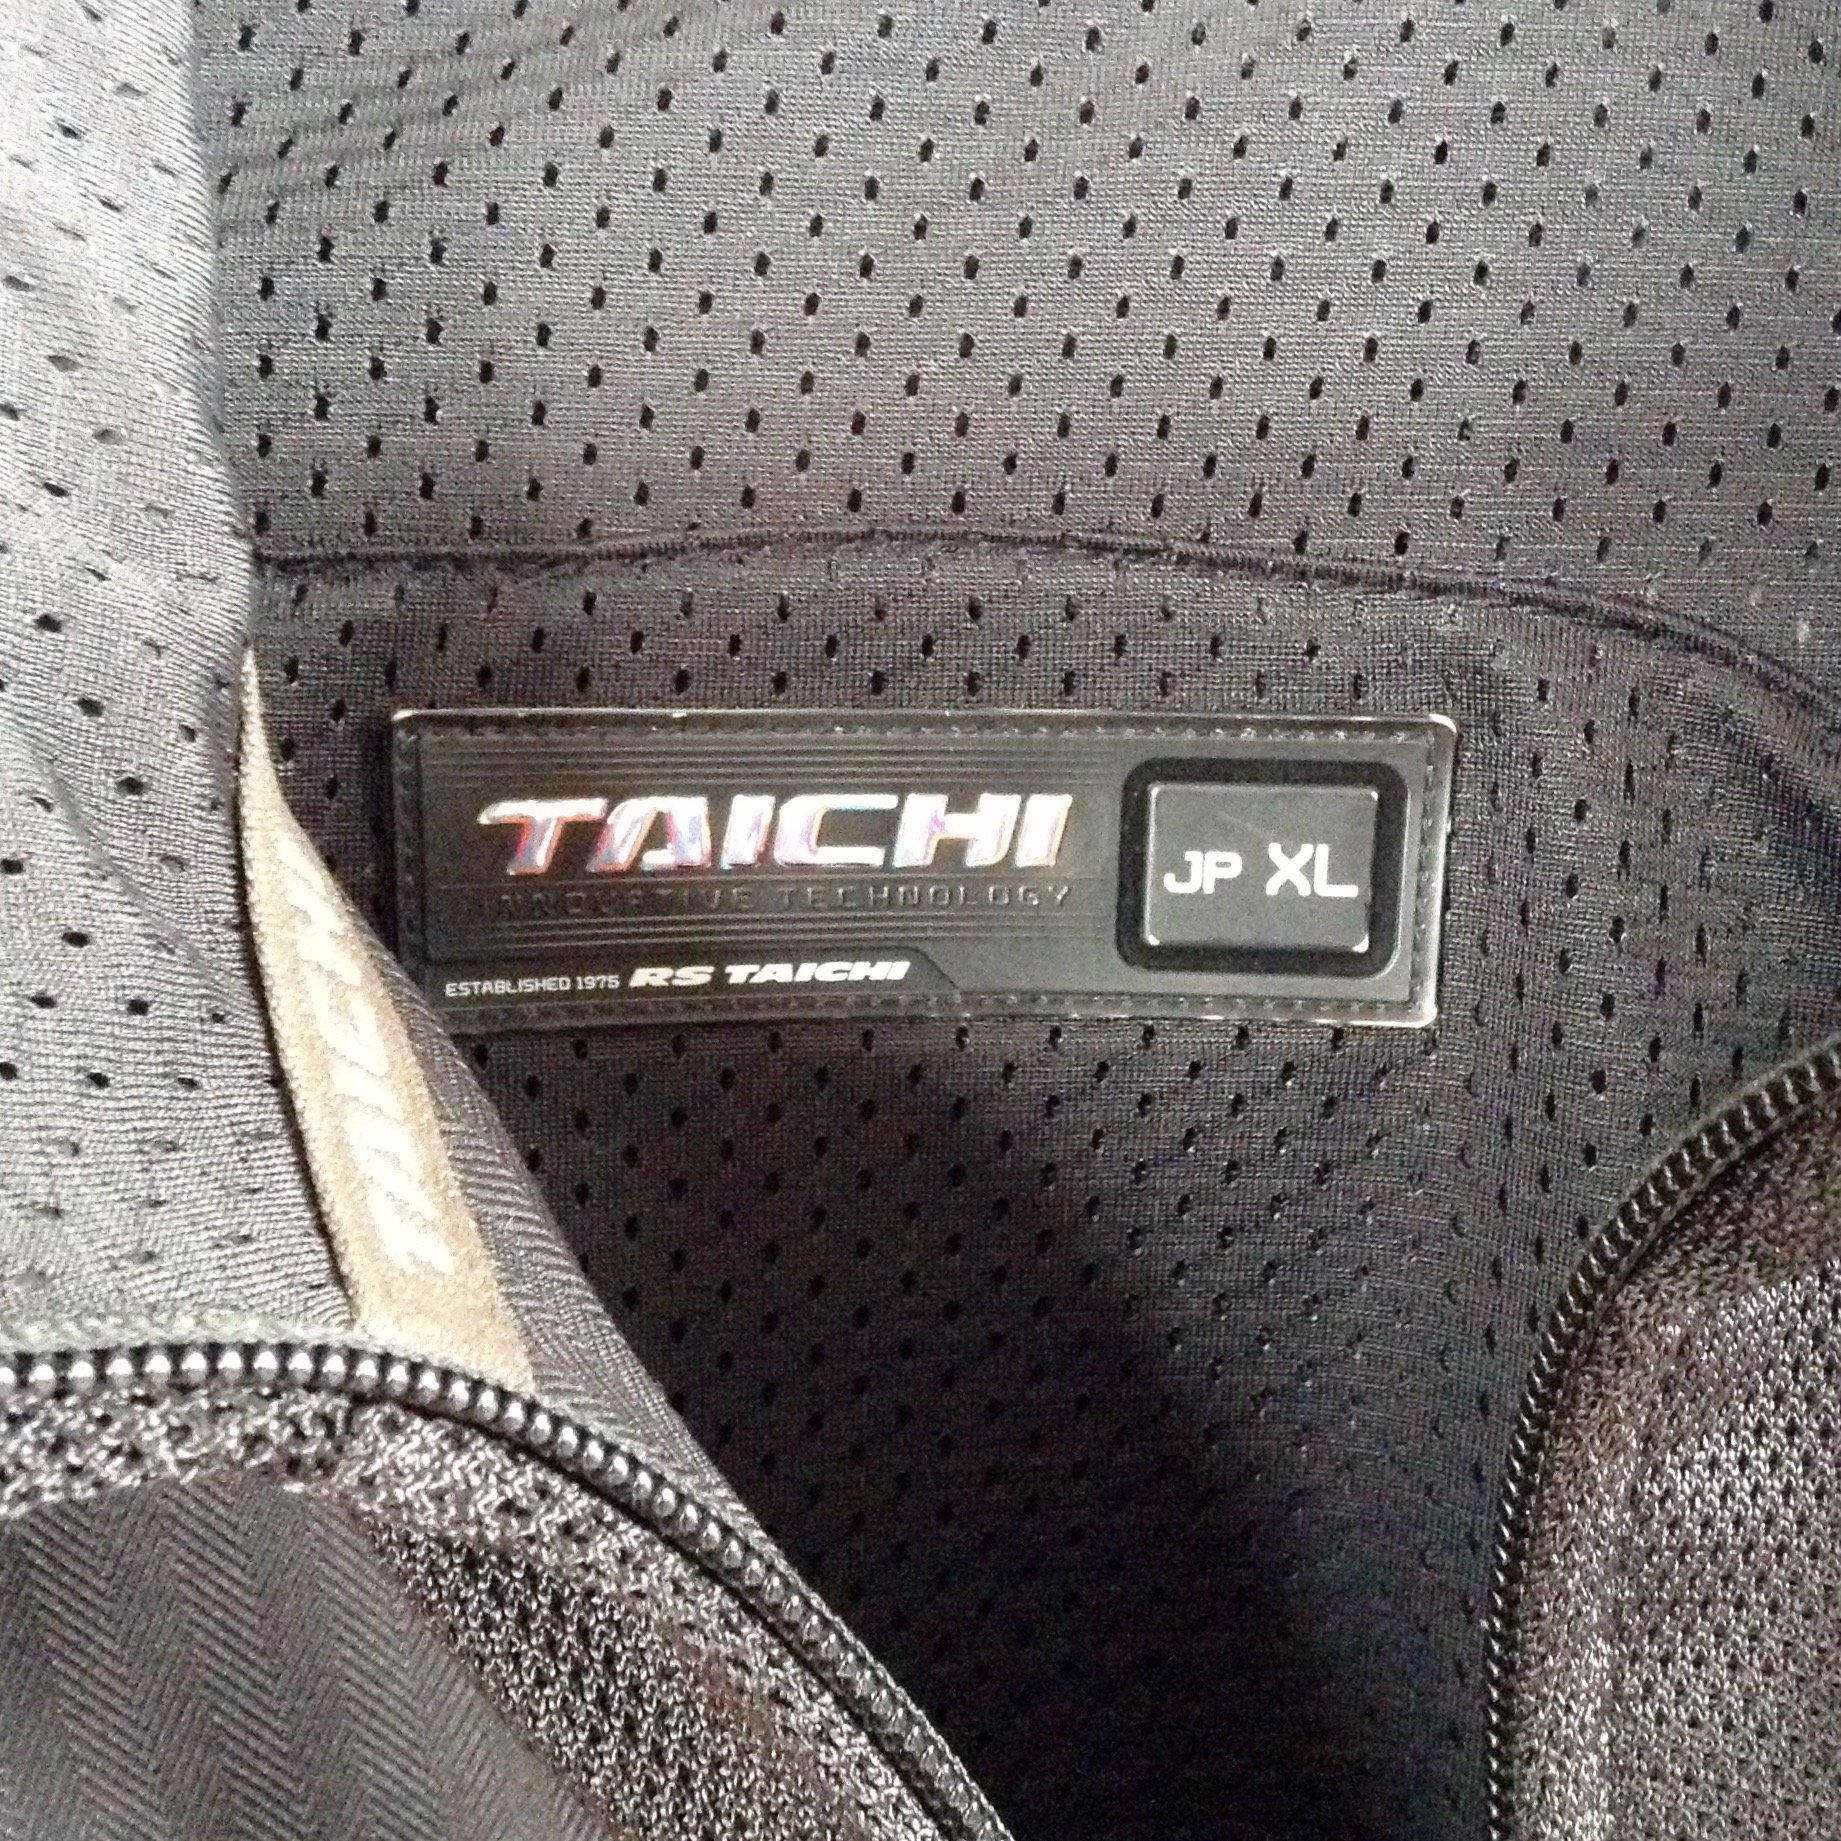 TAICHI
INNOVATIVE TECHNOLOGY
JP XL
ESTABLISHED 1975 RS TAICHI